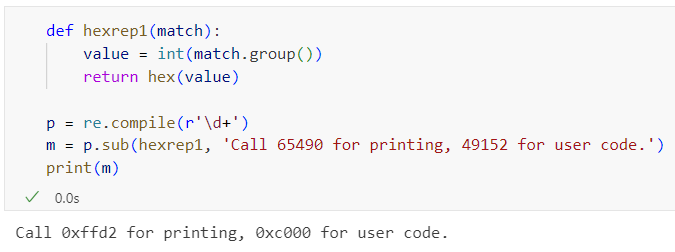 def hexrep1(match):
    value = int(match.group())
    return hex(value)
p = re.compile(r'\d+')
m = p.sub(hexrep1, 'Call 65490 for printing, 49152 for user code.')
print(m)
0.0s
Call 0xffd2 for printing, 0xc000 for user code.